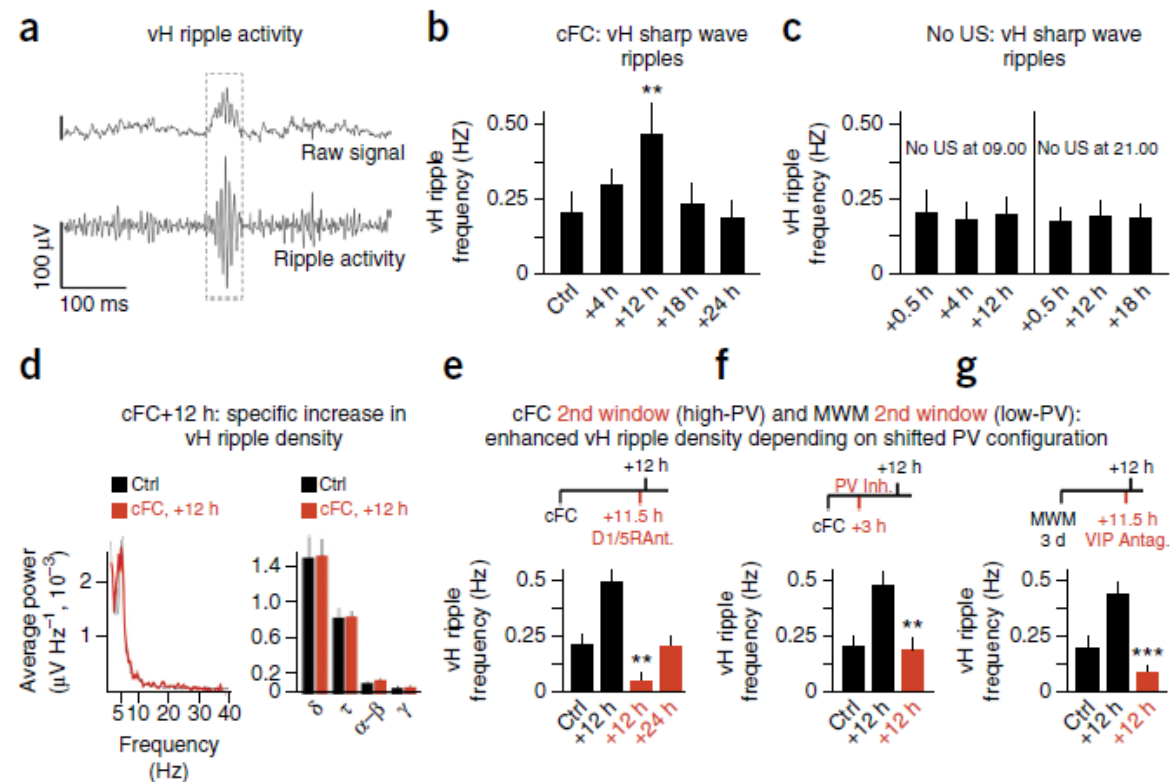 a
vH ripple activity
Raw signal
Ripple activity
100 µV
100 ms
b
cFC: vH sharp wave
ripples
**
vH ripple
frequency (HZ)
0.50
0.25
0
Ctrl
+4 h
+12 h
+18 h
+24 h
c
No US: vH sharp wave
ripples
vH ripple
frequency (HZ)
0.50
0.25
0
No US at 09.00
No US at 21.00
+0.5 h
+4 h
+12 h
+0.5 h
+12 h
+18 h
d
cFC+12 h: specific increase in
vH ripple density
Ctrl
cFC, +12 h
Average power
(µV Hz⁻¹, 10⁻³)
2
1
5 10 20 30 40
Frequency
(Hz)
Ctrl
cFC, +12 h
1.4
1.0
0.6
0.2
0
δ
τ
α–β
γ
e
f
g
cFC 2nd window (high-PV) and MWM 2nd window (low-PV):
enhanced vH ripple density depending on shifted PV configuration
+12 h
cFC
+11.5 h
D1/5RAnt.
vH ripple
frequency (Hz)
0.5
0.25
0
**
Ctrl
+12 h
+12 h
+24 h
+12 h
PV Inh.
cFC +3 h
vH ripple
frequency (Hz)
0.5
0.25
0
**
Ctrl
+12 h
+12 h
+12 h
MWM
3 d
+11.5 h
VIP Antag.
vH ripple
frequency (Hz)
0.5
0.25
0
***
Ctrl
+12 h
+12 h